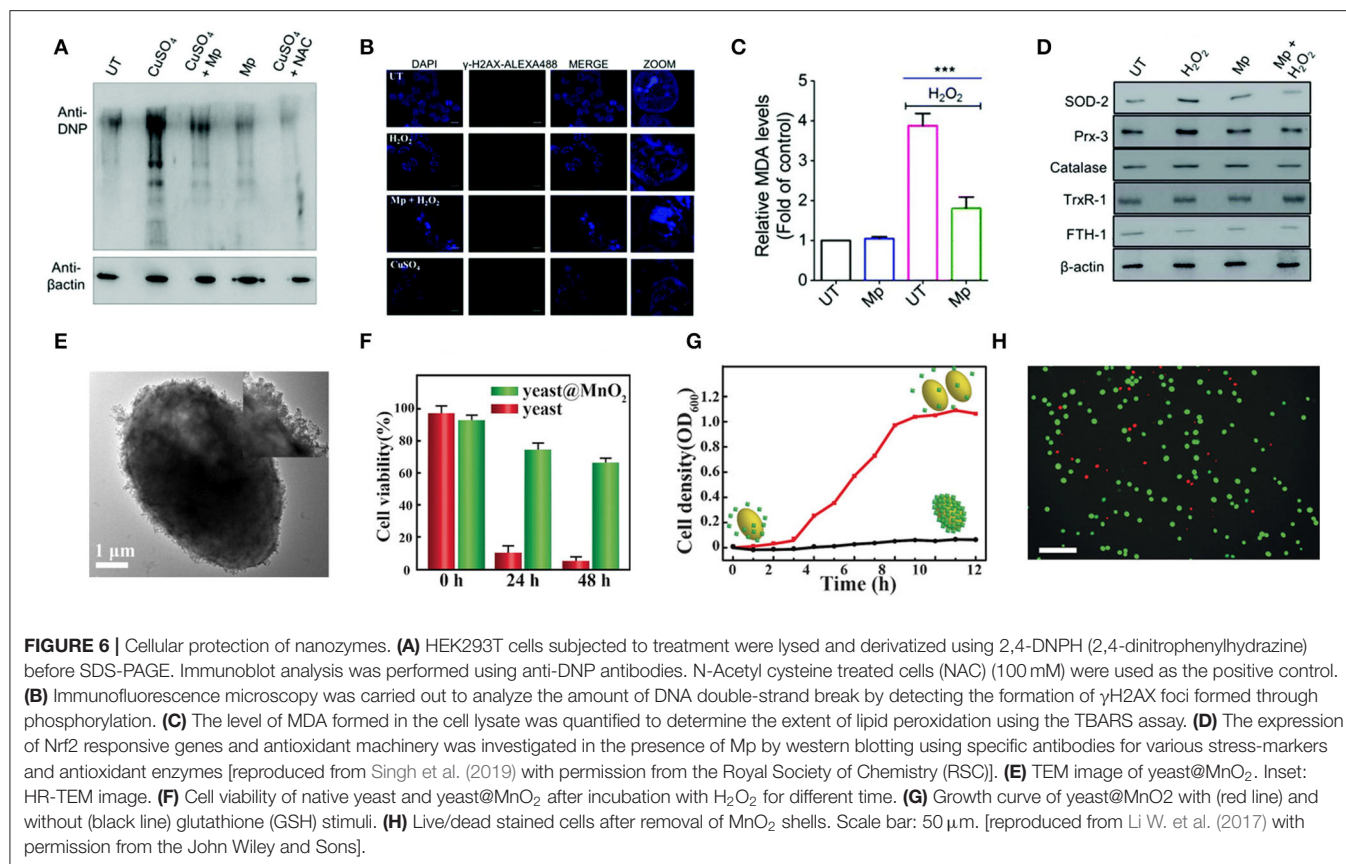 A
UT
CuSO₄
CuSO₄ + Mp
Mp
CuSO₄ + NAC
Anti-
DNP
Anti-
βactin
B
DAPI γ-H2AX-ALEXA488 MERGE ZOOM
UT
H₂O₂
Mp + H₂O₂
CuSO₄
C
***
H₂O₂
Relative MDA levels
(Fold of control)
5
4
3
2
1
0
UT
Mp
UT
Mp
D
UT
H₂O₂
Mp
Mp + H₂O₂
SOD-2
Prx-3
Catalase
TrxR-1
FTH-1
β-actin
E
1 μm
F
yeast@MnO₂
yeast
Cell viability(%)
100
80
60
40
20
0
0 h 24 h 48 h
G
Cell density(OD₆₀₀)
1.2
1.0
0.8
0.6
0.4
0.2
0
0 2 4 6 8 10 12
Time (h)
H
FIGURE 6 | Cellular protection of nanozymes. (A) HEK293T cells subjected to treatment were lysed and derivatized using 2,4-DNPH (2,4-dinitrophenylhydrazine)
before SDS-PAGE. Immunoblot analysis was performed using anti-DNP antibodies. N-Acetyl cysteine treated cells (NAC) (100 mM) were used as the positive control.
(B) Immunofluorescence microscopy was carried out to analyze the amount of DNA double-strand break by detecting the formation of γH2AX foci formed through
phosphorylation. (C) The level of MDA formed in the cell lysate was quantified to determine the extent of lipid peroxidation using the TBARS assay. (D) The expression
of Nrf2 responsive genes and antioxidant machinery was investigated in the presence of Mp by western blotting using specific antibodies for various stress-markers
and antioxidant enzymes [reproduced from Singh et al. (2019) with permission from the Royal Society of Chemistry (RSC)]. (E) TEM image of yeast@MnO₂. Inset:
HR-TEM image. (F) Cell viability of native yeast and yeast@MnO₂ after incubation with H₂O₂ for different time. (G) Growth curve of yeast@MnO2 with (red line) and
without (black line) glutathione (GSH) stimuli. (H) Live/dead stained cells after removal of MnO₂ shells. Scale bar: 50 μm. [reproduced from Li W. et al. (2017) with
permission from the John Wiley and Sons].